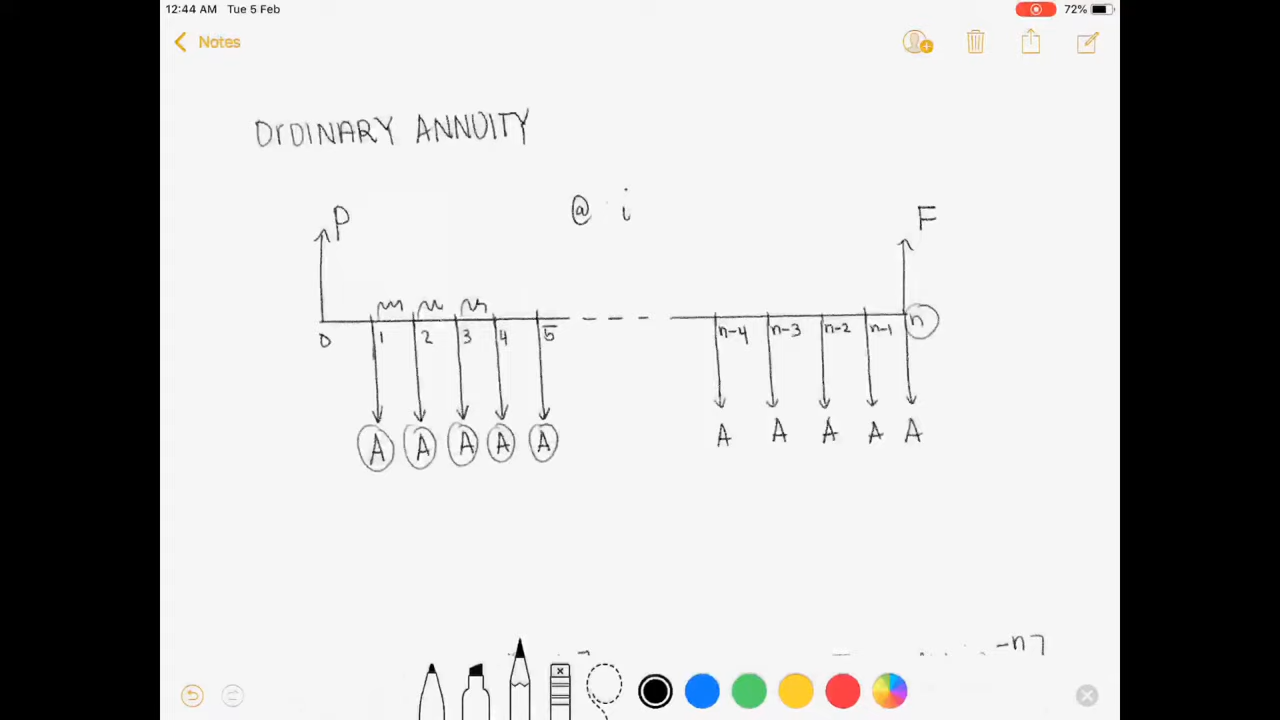 12:44 AM Tue 5 Feb 72%
Notes
OrDINARY ANNUITY
@ i
P F
0 1 2 3 4 5 n-4 n-3 n-2 n-1 n
A A A A A A A A A A
-n]